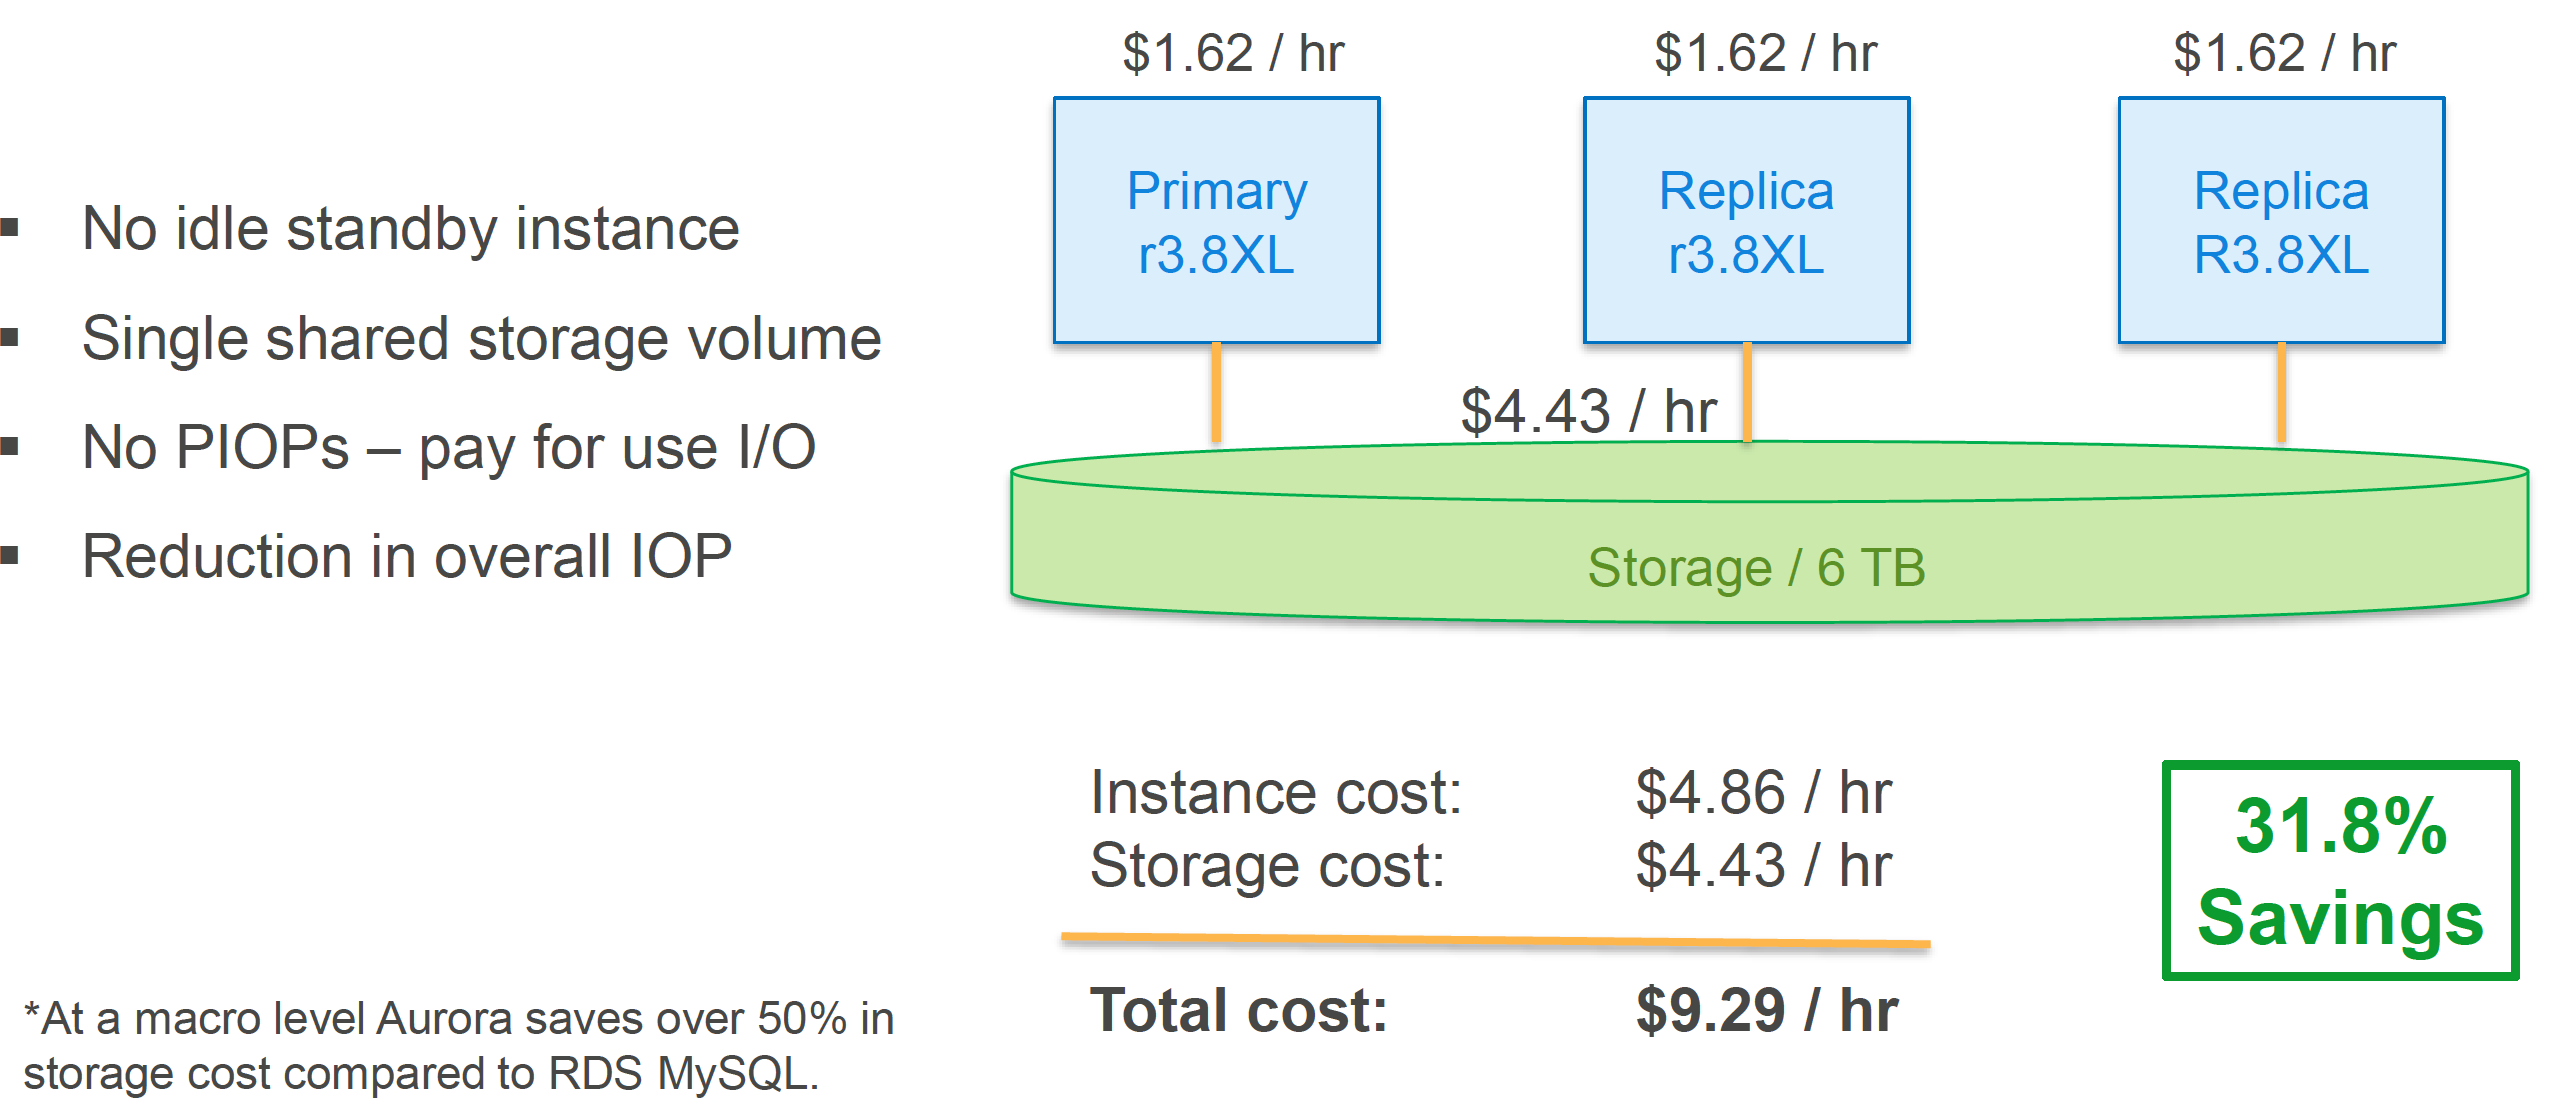 $1.62 / hr
$1.62 / hr
$1.62 / hr
Primary
r3.8XL
Replica
r3.8XL
Replica
R3.8XL
▪ No idle standby instance
▪ Single shared storage volume
▪ No PIOPs – pay for use I/O
▪ Reduction in overall IOP
$4.43 / hr
Storage / 6 TB
Instance cost: $4.86 / hr
Storage cost: $4.43 / hr
Total cost: $9.29 / hr
31.8%
Savings
*At a macro level Aurora saves over 50% in
storage cost compared to RDS MySQL.